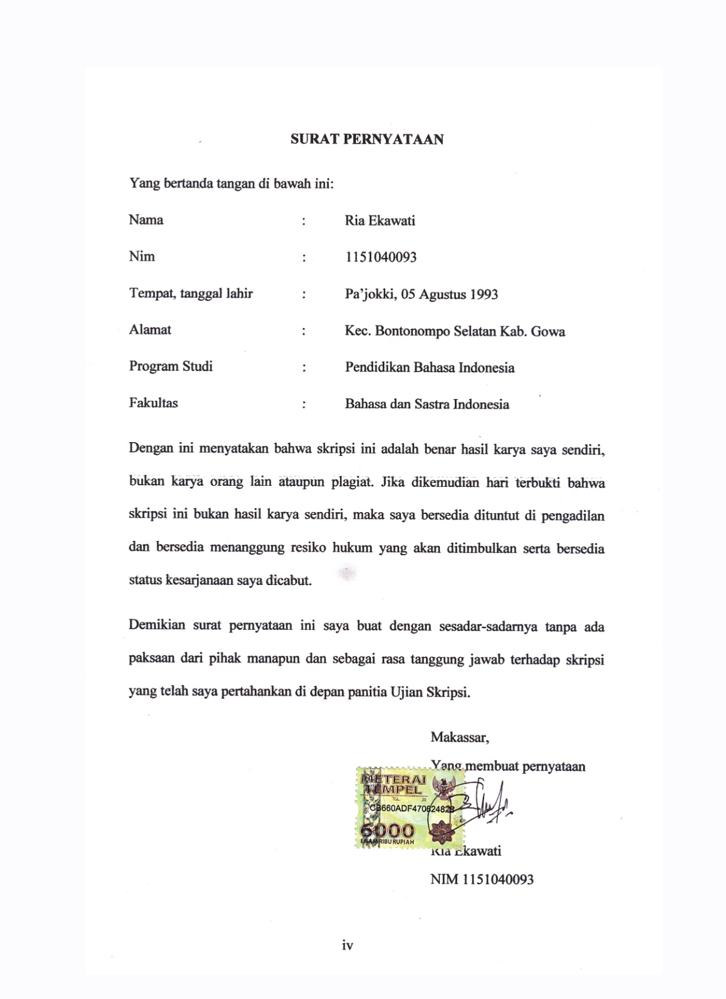 SURAT PERNYATAAN
Yang bertanda tangan di bawah ini:
Nama : Ria Ekawati
Nim : 1151040093
Tempat, tanggal lahir : Pa’jokki, 05 Agustus 1993
Alamat : Kec. Bontonompo Selatan Kab. Gowa
Program Studi : Pendidikan Bahasa Indonesia
Fakultas : Bahasa dan Sastra Indonesia
Dengan ini menyatakan bahwa skripsi ini adalah benar hasil karya saya sendiri,
bukan karya orang lain ataupun plagiat. Jika dikemudian hari terbukti bahwa
skripsi ini bukan hasil karya sendiri, maka saya bersedia dituntut di pengadilan
dan bersedia menanggung resiko hukum yang akan ditimbulkan serta bersedia
status kesarjanaan saya dicabut.
Demikian surat pernyataan ini saya buat dengan sesadar-sadarnya tanpa ada
paksaan dari pihak manapun dan sebagai rasa tanggung jawab terhadap skripsi
yang telah saya pertahankan di depan panitia Ujian Skripsi.
Makassar,
Yang membuat pernyataan
METERAI
TEMPEL
TGL. 20
CB660ADF470624828
6000
ENAM RIBU RUPIAH
Ria Ekawati
NIM 1151040093
iv